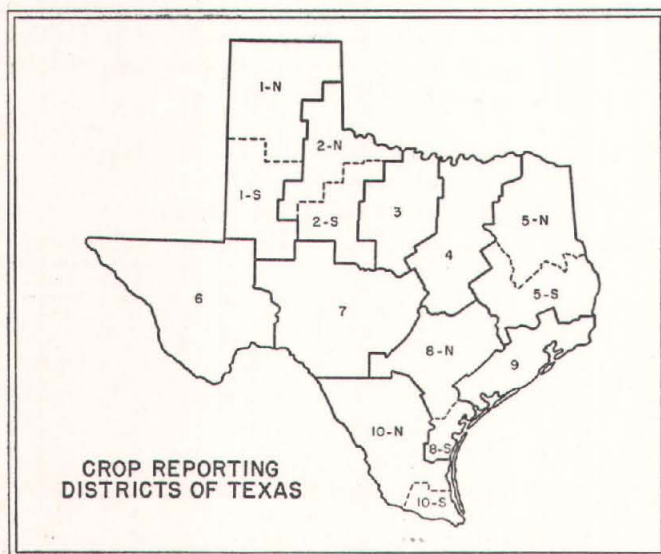 1-N
2-N
1-S
2-S
3
4
5-N
5-S
6
7
8-N
9
10-N
8-S
10-S
CROP REPORTING
DISTRICTS OF TEXAS